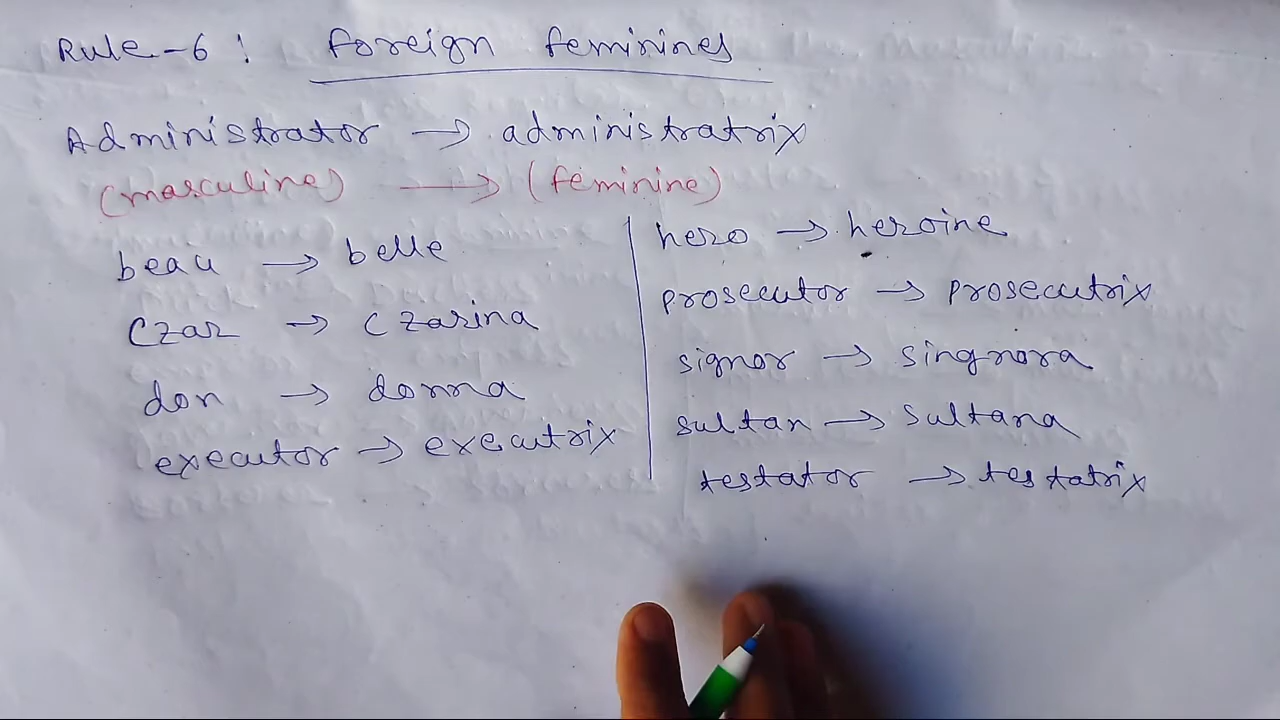 Rule-6: Foreign feminines
Administrator → administratrix
(masculine) → (feminine)
beau → belle
czar → czarina
don → donna
executor → executrix
hero → heroine
prosecutor → prosecutrix
signor → singnora
sultan → sultana
testator → testatrix